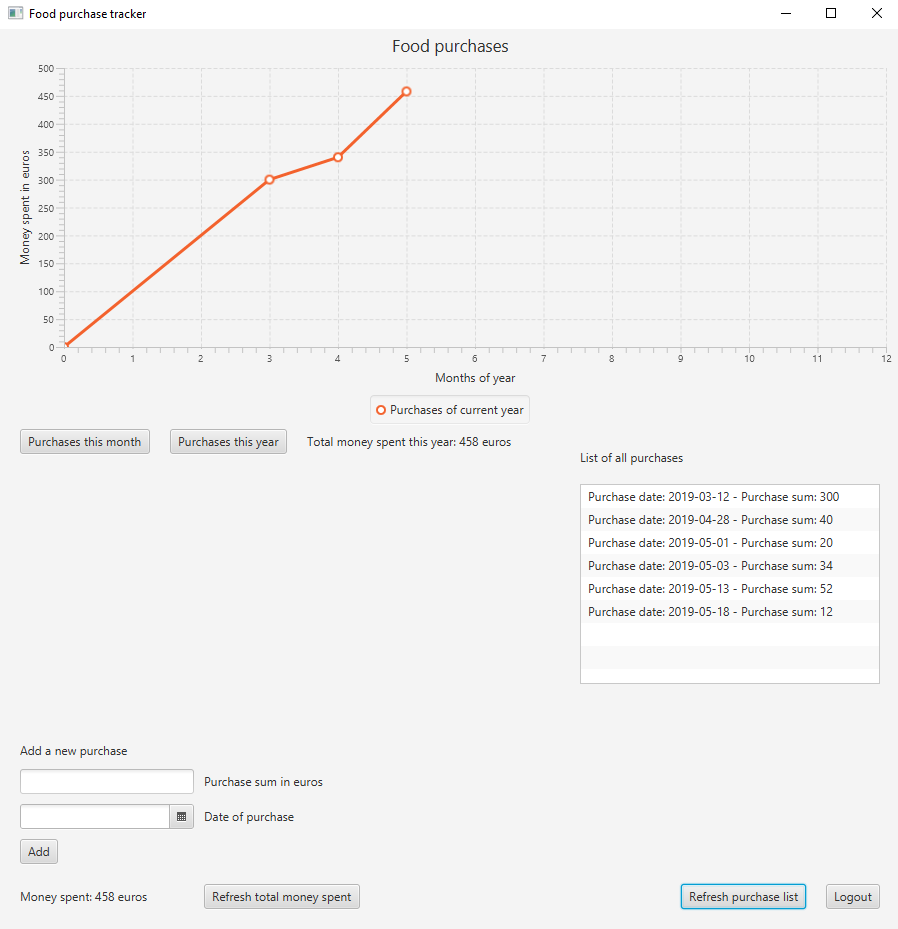 Food purchase tracker
Food purchases
500
450
400
350
300
250
200
150
100
50
0
Money spent in euros
0 1 2 3 4 5 6 7 8 9 10 11 12
Months of year
Purchases of current year
Purchases this month Purchases this year Total money spent this year: 458 euros
List of all purchases
Purchase date: 2019-03-12 - Purchase sum: 300
Purchase date: 2019-04-28 - Purchase sum: 40
Purchase date: 2019-05-01 - Purchase sum: 20
Purchase date: 2019-05-03 - Purchase sum: 34
Purchase date: 2019-05-13 - Purchase sum: 52
Purchase date: 2019-05-18 - Purchase sum: 12
Add a new purchase
Purchase sum in euros
Date of purchase
Add
Money spent: 458 euros Refresh total money spent Refresh purchase list Logout